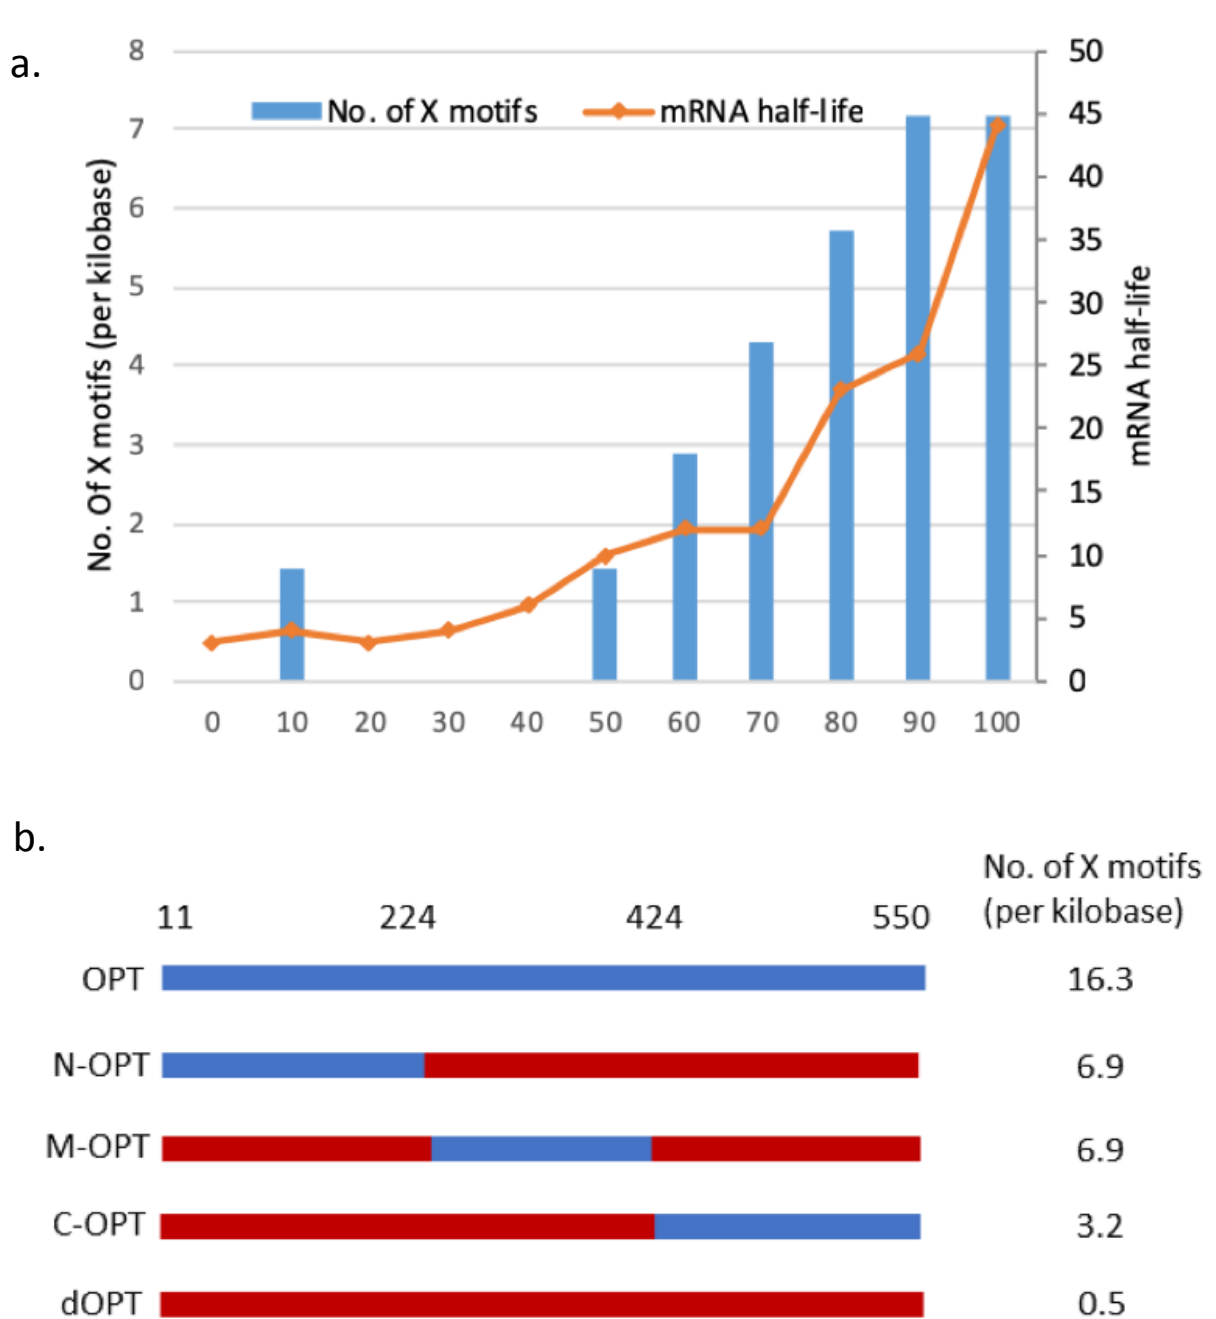 a.
No. of X motifs
mRNA half-life
8
7
6
5
4
3
2
1
0
No. Of X motifs (per kilobase)
50
45
40
35
30
25
20
15
10
5
0
mRNA half-life
0 10 20 30 40 50 60 70 80 90 100
b.
No. of X motifs
(per kilobase)
11 224 424 550
OPT 16.3
N-OPT 6.9
M-OPT 6.9
C-OPT 3.2
dOPT 0.5